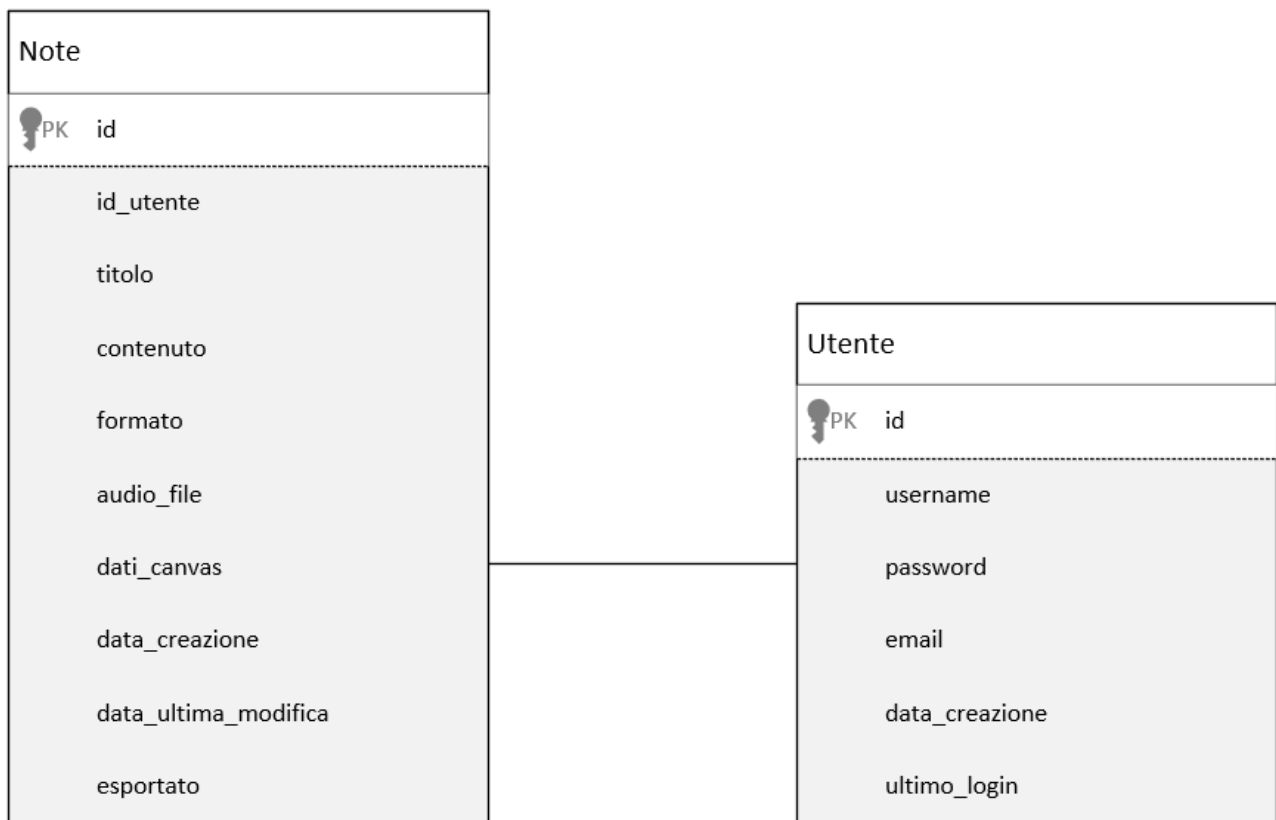 Note
PK id
id_utente
titolo
contenuto
formato
audio_file
dati_canvas
data_creazione
data_ultima_modifica
esportato
Utente
PK id
username
password
email
data_creazione
ultimo_login